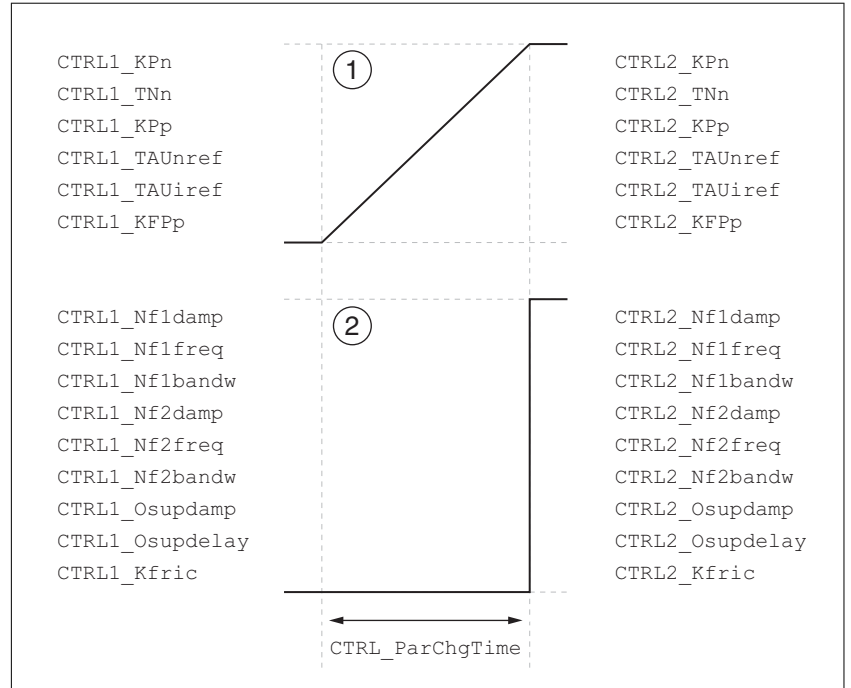 CTRL1_KPn
CTRL1_TNn
CTRL1_KPp
CTRL1_TAUnref
CTRL1_TAUiref
CTRL1_KFPp
1
CTRL2_KPn
CTRL2_TNn
CTRL2_KPp
CTRL2_TAUnref
CTRL2_TAUiref
CTRL2_KFPp
CTRL1_Nf1damp
CTRL1_Nf1freq
CTRL1_Nf1bandw
CTRL1_Nf2damp
CTRL1_Nf2freq
CTRL1_Nf2bandw
CTRL1_Osupdamp
CTRL1_Osupdelay
CTRL1_Kfric
2
CTRL2_Nf1damp
CTRL2_Nf1freq
CTRL2_Nf1bandw
CTRL2_Nf2damp
CTRL2_Nf2freq
CTRL2_Nf2bandw
CTRL2_Osupdamp
CTRL2_Osupdelay
CTRL2_Kfric
CTRL_ParChgTime